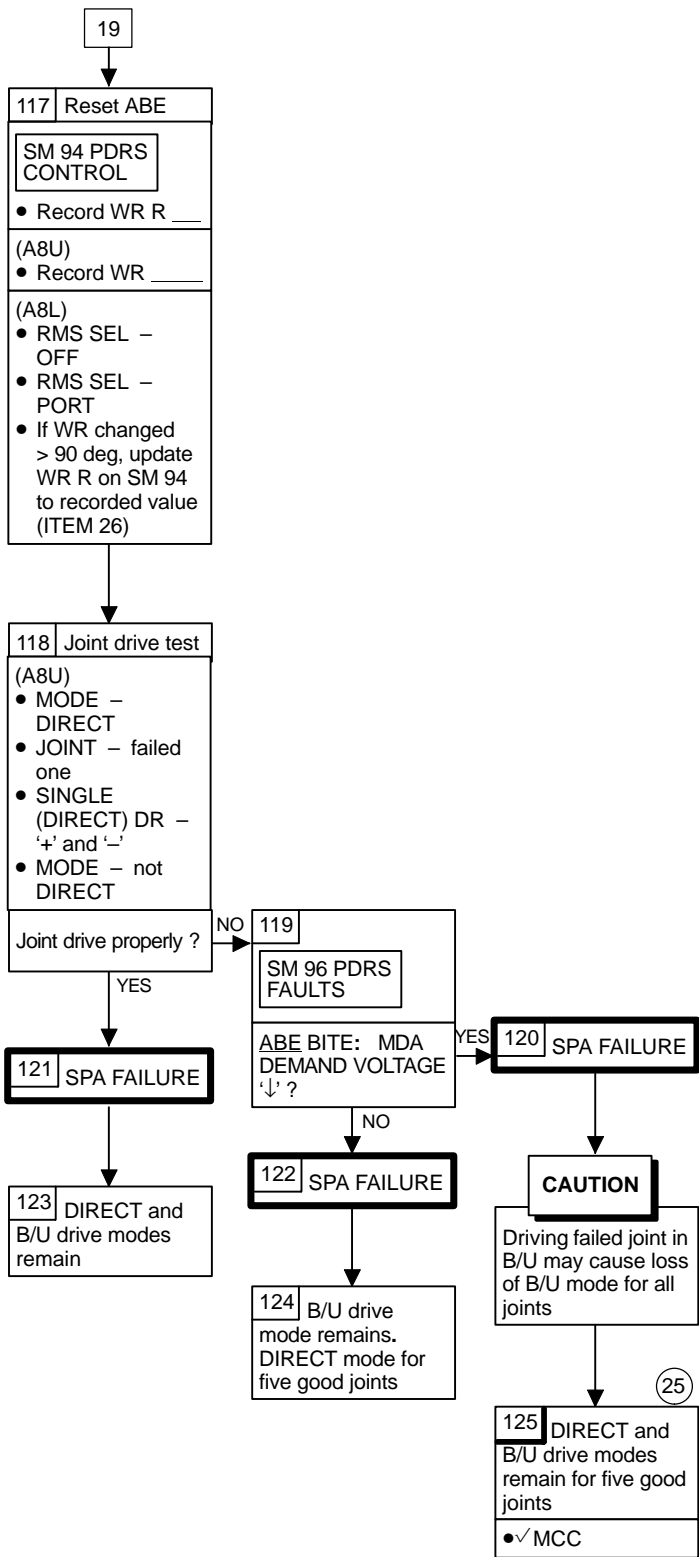 19
117 Reset ABE
SM 94 PDRS
CONTROL
• Record WR R ___
(A8U)
• Record WR _____
(A8L)
• RMS SEL –
OFF
• RMS SEL –
PORT
• If WR changed
> 90 deg, update
WR R on SM 94
to recorded value
(ITEM 26)
118 Joint drive test
(A8U)
• MODE –
DIRECT
• JOINT – failed
one
• SINGLE
(DIRECT) DR –
‘+’ and ‘–’
• MODE – not
DIRECT
Joint drive properly ?
NO
YES
119
SM 96 PDRS
FAULTS
ABE BITE: MDA
DEMAND VOLTAGE
‘↓’ ?
YES
NO
120 SPA FAILURE
121 SPA FAILURE
122 SPA FAILURE
CAUTION
Driving failed joint in
B/U may cause loss
of B/U mode for all
joints
123 DIRECT and
B/U drive modes
remain
124 B/U drive
mode remains.
DIRECT mode for
five good joints
25
125 DIRECT and
B/U drive modes
remain for five good
joints
•√ MCC